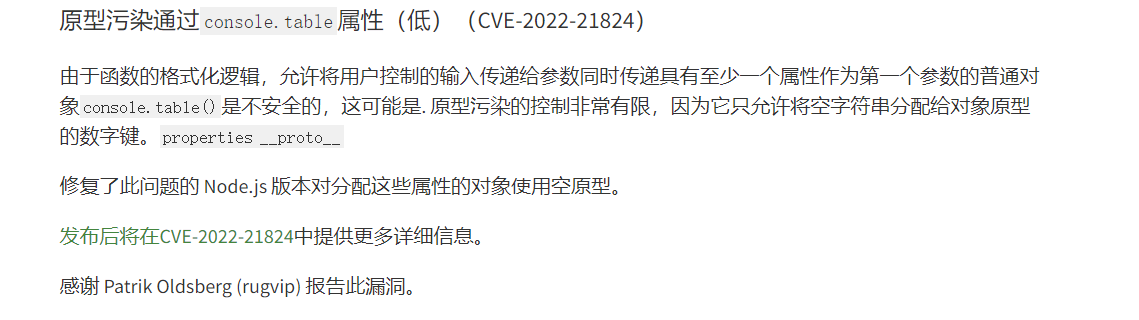 原型污染通过console.table属性（低）（CVE-2022-21824）
由于函数的格式化逻辑，允许将用户控制的输入传递给参数同时传递具有至少一个属性作为第一个参数的普通对
象console.table()是不安全的，这可能是. 原型污染的控制非常有限，因为它只允许将空字符串分配给对象原型
的数字键。properties __proto__
修复了此问题的 Node.js 版本对分配这些属性的对象使用空原型。
发布后将在CVE-2022-21824中提供更多详细信息。
感谢 Patrik Oldsberg (rugvip) 报告此漏洞。